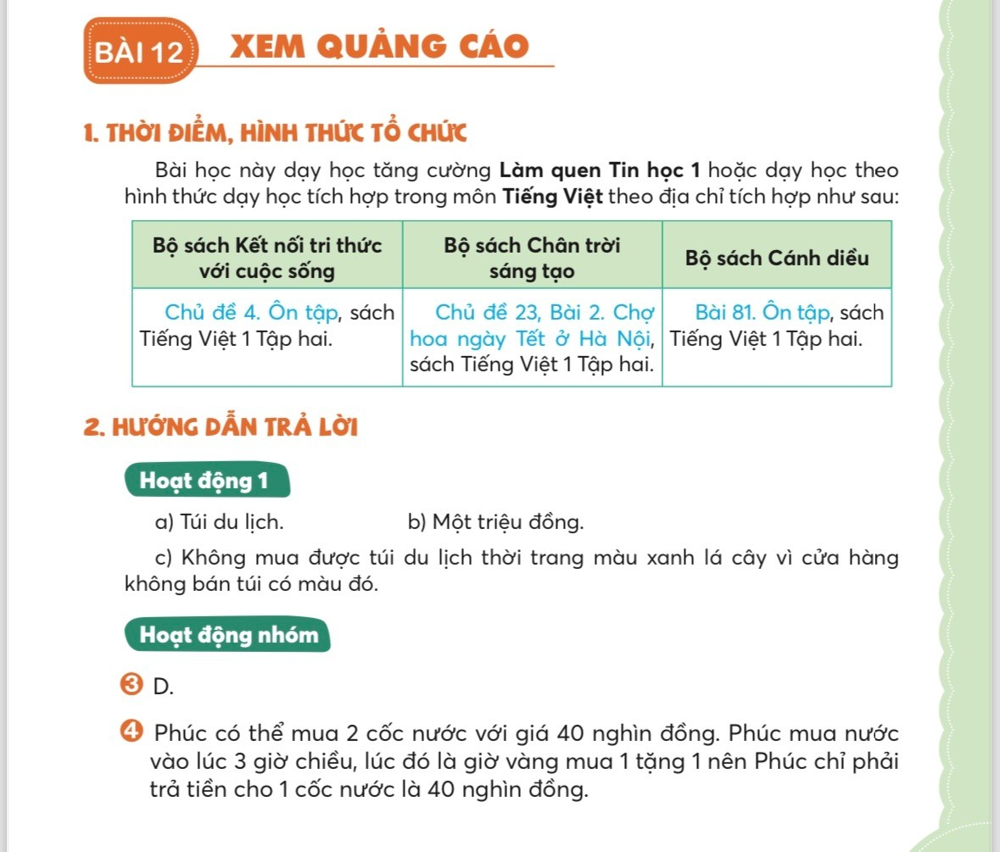 BÀI 12
XEM QUẢNG CÁO
1. THỜI ĐIỂM, HÌNH THỨC TỔ CHỨC
Bài học này dạy học tăng cường Làm quen Tin học 1 hoặc dạy học theo
hình thức dạy học tích hợp trong môn Tiếng Việt theo địa chỉ tích hợp như sau:
Bộ sách Kết nối tri thức
với cuộc sống
Bộ sách Chân trời
sáng tạo
Bộ sách Cánh diều
Chủ đề 4. Ôn tập, sách
Tiếng Việt 1 Tập hai.
Chủ đề 23, Bài 2. Chợ
hoa ngày Tết ở Hà Nội,
sách Tiếng Việt 1 Tập hai.
Bài 81. Ôn tập, sách
Tiếng Việt 1 Tập hai.
2. HƯỚNG DẪN TRẢ LỜI
Hoạt động 1
a) Túi du lịch.
b) Một triệu đồng.
c) Không mua được túi du lịch thời trang màu xanh lá cây vì cửa hàng
không bán túi có màu đó.
Hoạt động nhóm
3 D.
4 Phúc có thể mua 2 cốc nước với giá 40 nghìn đồng. Phúc mua nước
vào lúc 3 giờ chiều, lúc đó là giờ vàng mua 1 tặng 1 nên Phúc chỉ phải
trả tiền cho 1 cốc nước là 40 nghìn đồng.